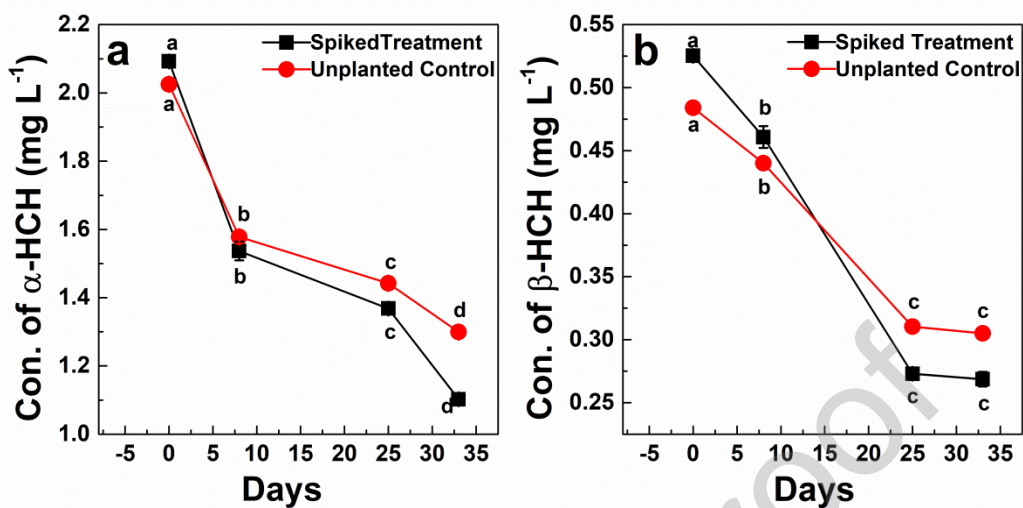 a
SpikedTreatment
Unplanted Control
2.2
2.0
1.8
1.6
1.4
1.2
1.0
Con. of α-HCH (mg L-1)
a
a
b
b
c
c
d
d
-5 0 5 10 15 20 25 30 35
Days
b
Spiked Treatment
Unplanted Control
0.55
0.50
0.45
0.40
0.35
0.30
0.25
Con. of β-HCH (mg L-1)
a
a
b
b
c
c
c
c
-5 0 5 10 15 20 25 30 35
Days
roof